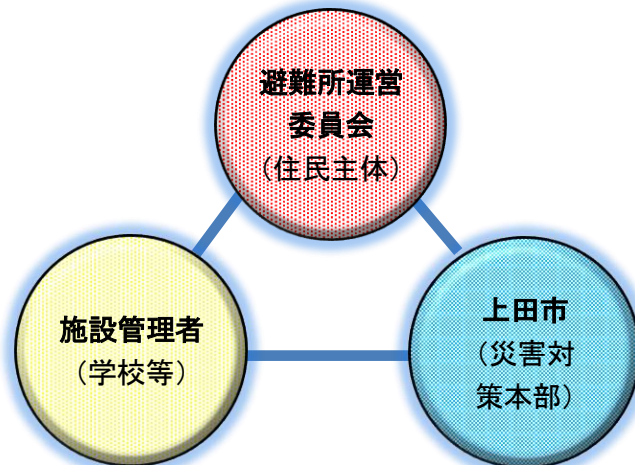 避難所運営
委員会
（住民主体）
施設管理者
（学校等）
上田市
（災害対
策本部）